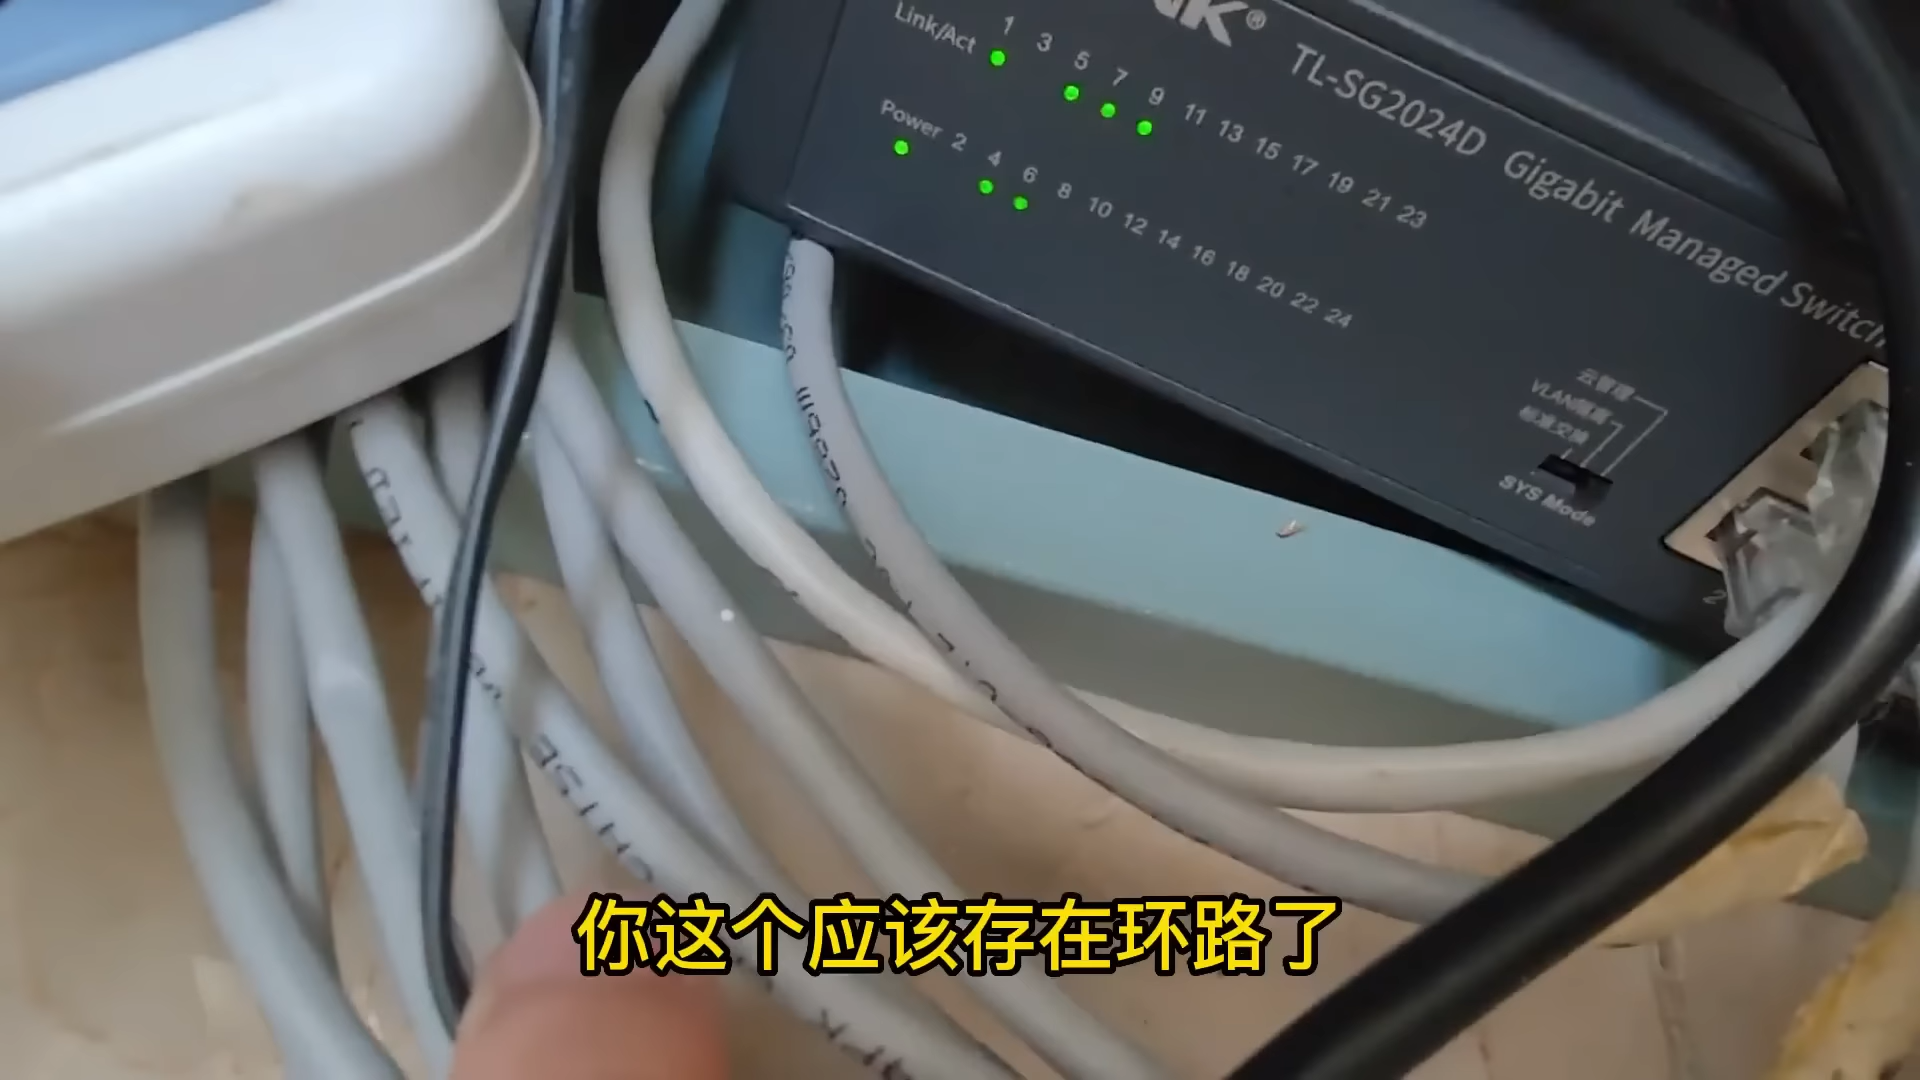 NK®
TL-SG2024D Gigabit Managed Switch
Link/Act 1 3 5 7 9 11 13 15 17 19 21 23
Power 2 4 6 8 10 12 14 16 18 20 22 24
云管理
VLAN隔离
标准交换
SYS Mode
2
你这个应该存在环路了